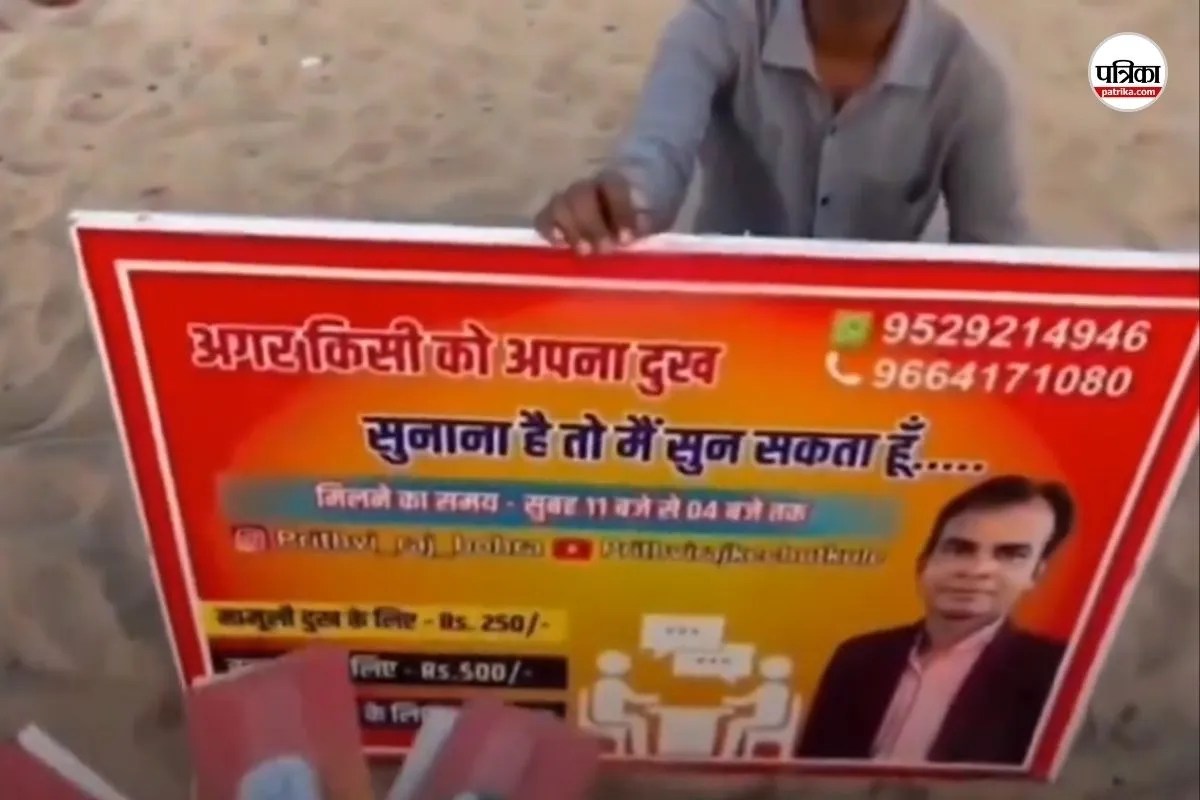 पत्रिका
patrika.com
अगर किसी को अपना दुख
9529214946
9664171080
सुनाना है तो मैं सुन सकता हूँ.....
मिलने का समय - सुबह 11 बजे से 04 बजे तक
Prithvi_raj_bohra
मामूली दुख के लिए - Rs. 250/-
लिए - Rs.500/-
के